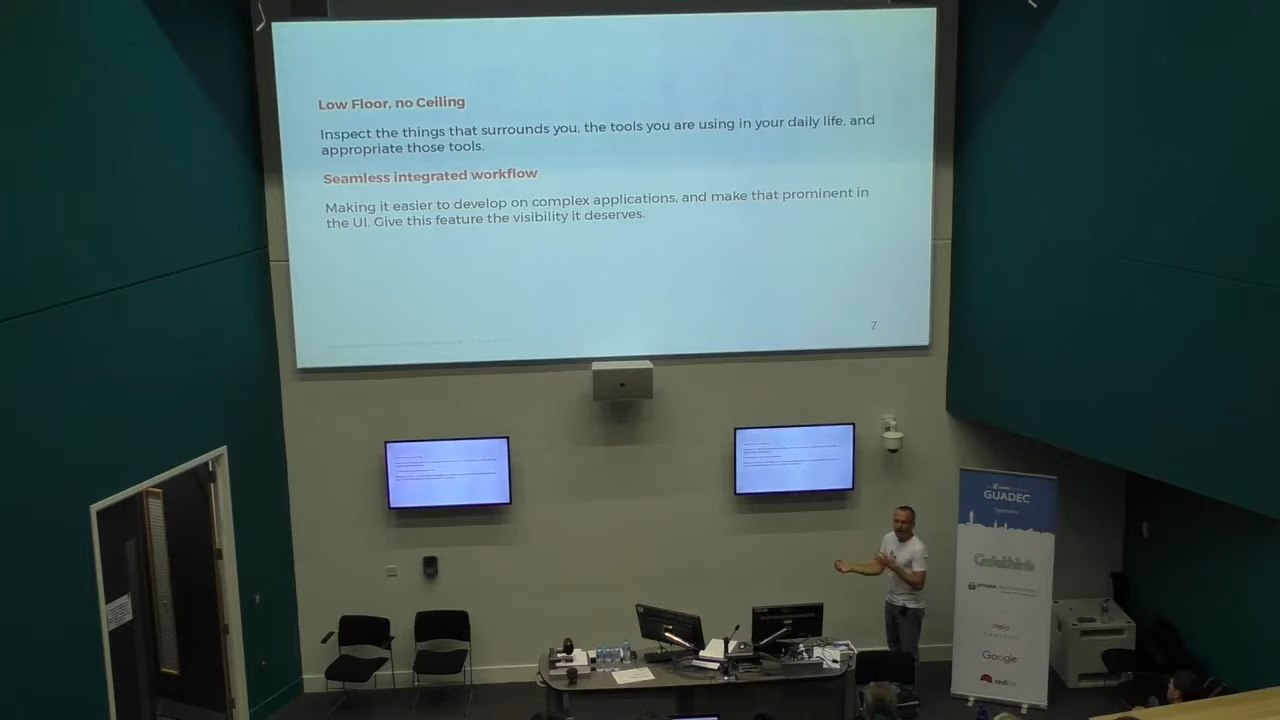 Low Floor, no Ceiling
Inspect the things that surrounds you, the tools you are using in your daily life, and
appropriate those tools.
Seamless integrated workflow
Making it easier to develop on complex applications, and make that prominent in
the UI. Give this feature the visibility it deserves.
7
GUADEC
Codethink
Google
redhat